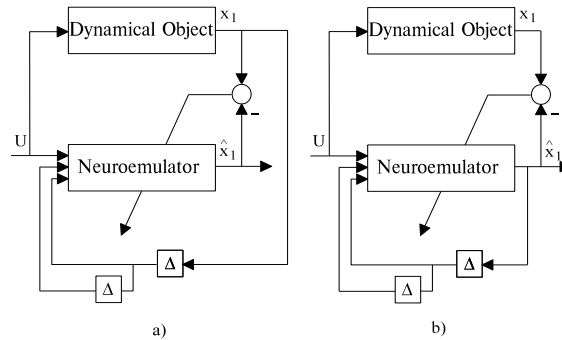 x1
Dynamical Object
U
-
x̂1
Neuroemulator
Δ
Δ
a)
x1
Dynamical Object
U
-
x̂1
Neuroemulator
Δ
Δ
b)